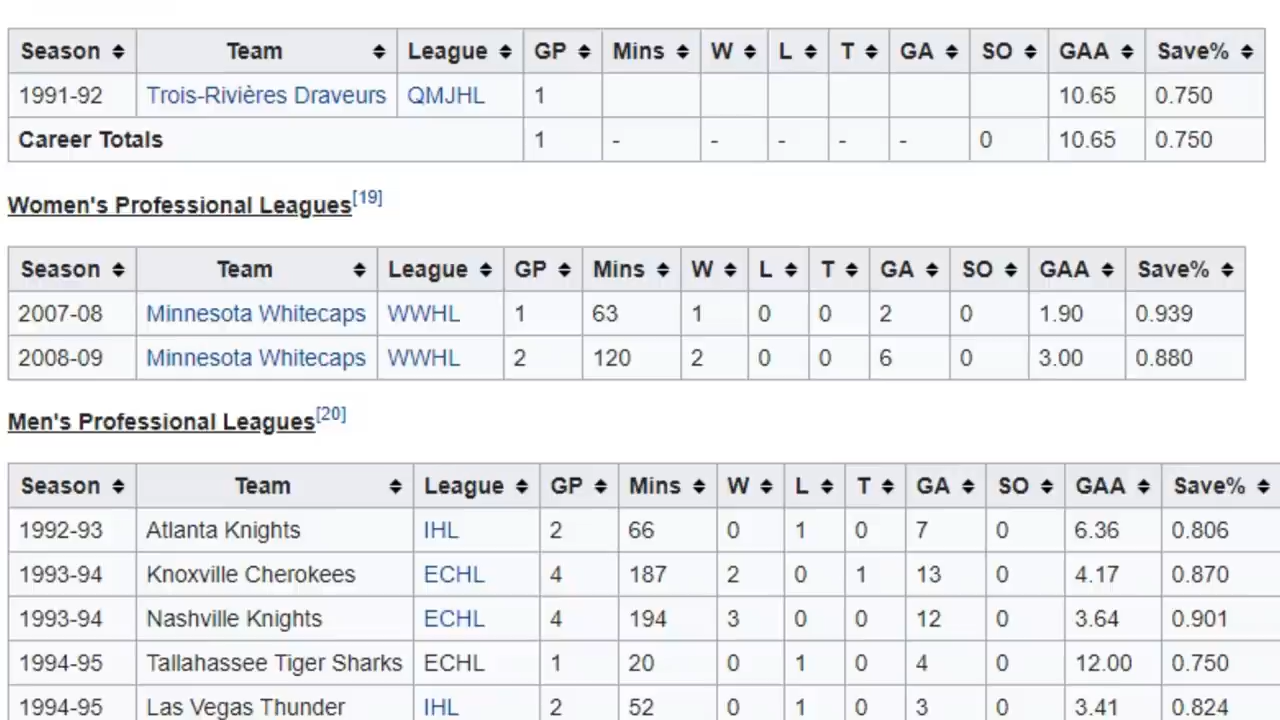 Season Team League GP Mins W L T GA SO GAA Save%
1991-92 Trois-Rivières Draveurs QMJHL 1 10.65 0.750
Career Totals 1 - - - - - 0 10.65 0.750
Women's Professional Leagues[19]
Season Team League GP Mins W L T GA SO GAA Save%
2007-08 Minnesota Whitecaps WWHL 1 63 1 0 0 2 0 1.90 0.939
2008-09 Minnesota Whitecaps WWHL 2 120 2 0 0 6 0 3.00 0.880
Men's Professional Leagues[20]
Season Team League GP Mins W L T GA SO GAA Save%
1992-93 Atlanta Knights IHL 2 66 0 1 0 7 0 6.36 0.806
1993-94 Knoxville Cherokees ECHL 4 187 2 0 1 13 0 4.17 0.870
1993-94 Nashville Knights ECHL 4 194 3 0 0 12 0 3.64 0.901
1994-95 Tallahassee Tiger Sharks ECHL 1 20 0 1 0 4 0 12.00 0.750
1994-95 Las Vegas Thunder IHL 2 52 0 1 0 3 0 3.41 0.824